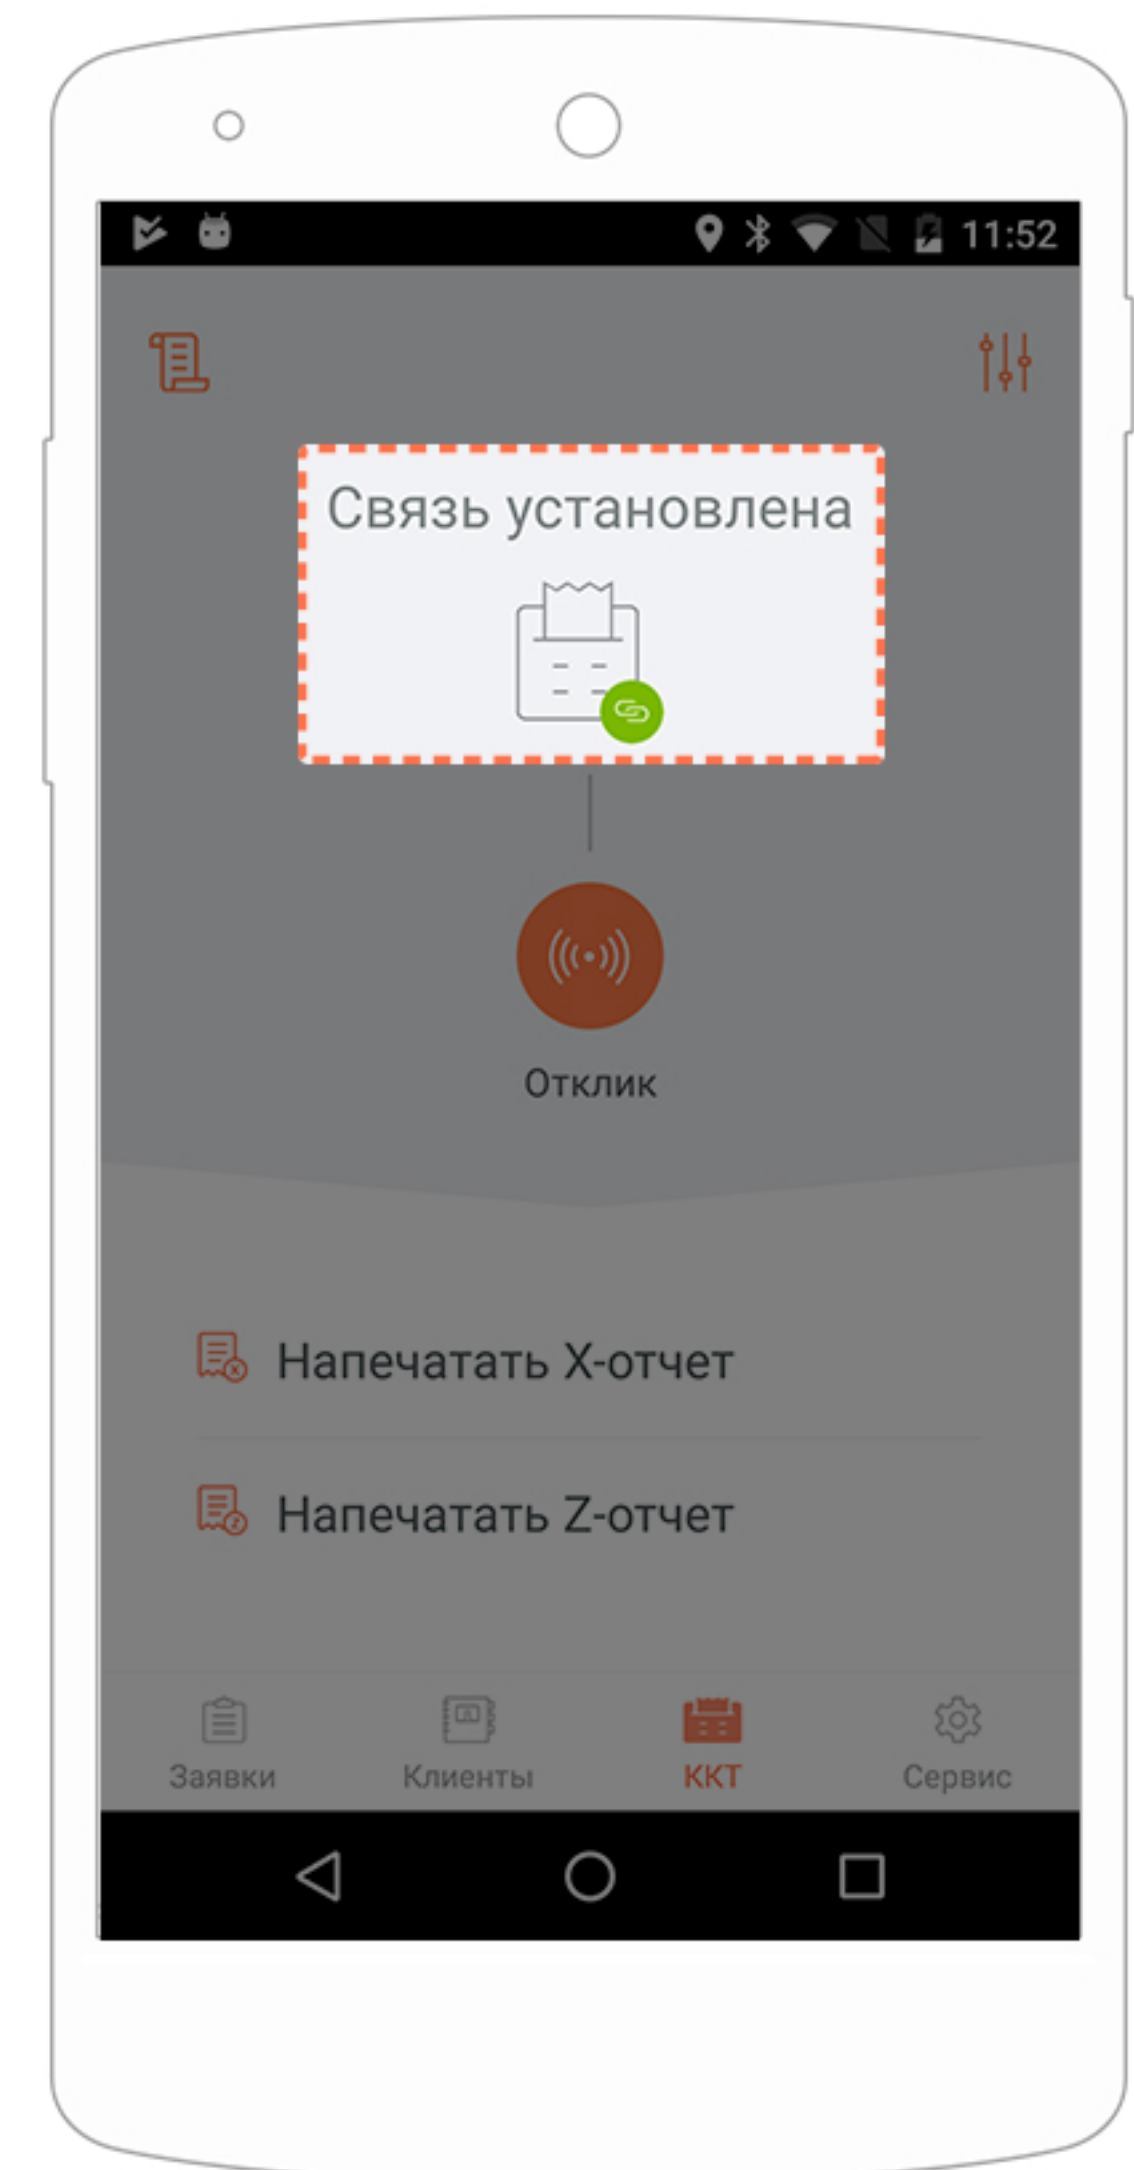 11:52
Связь установлена
Отклик
Напечатать X-отчет
Напечатать Z-отчет
Заявки Клиенты ККТ Сервис